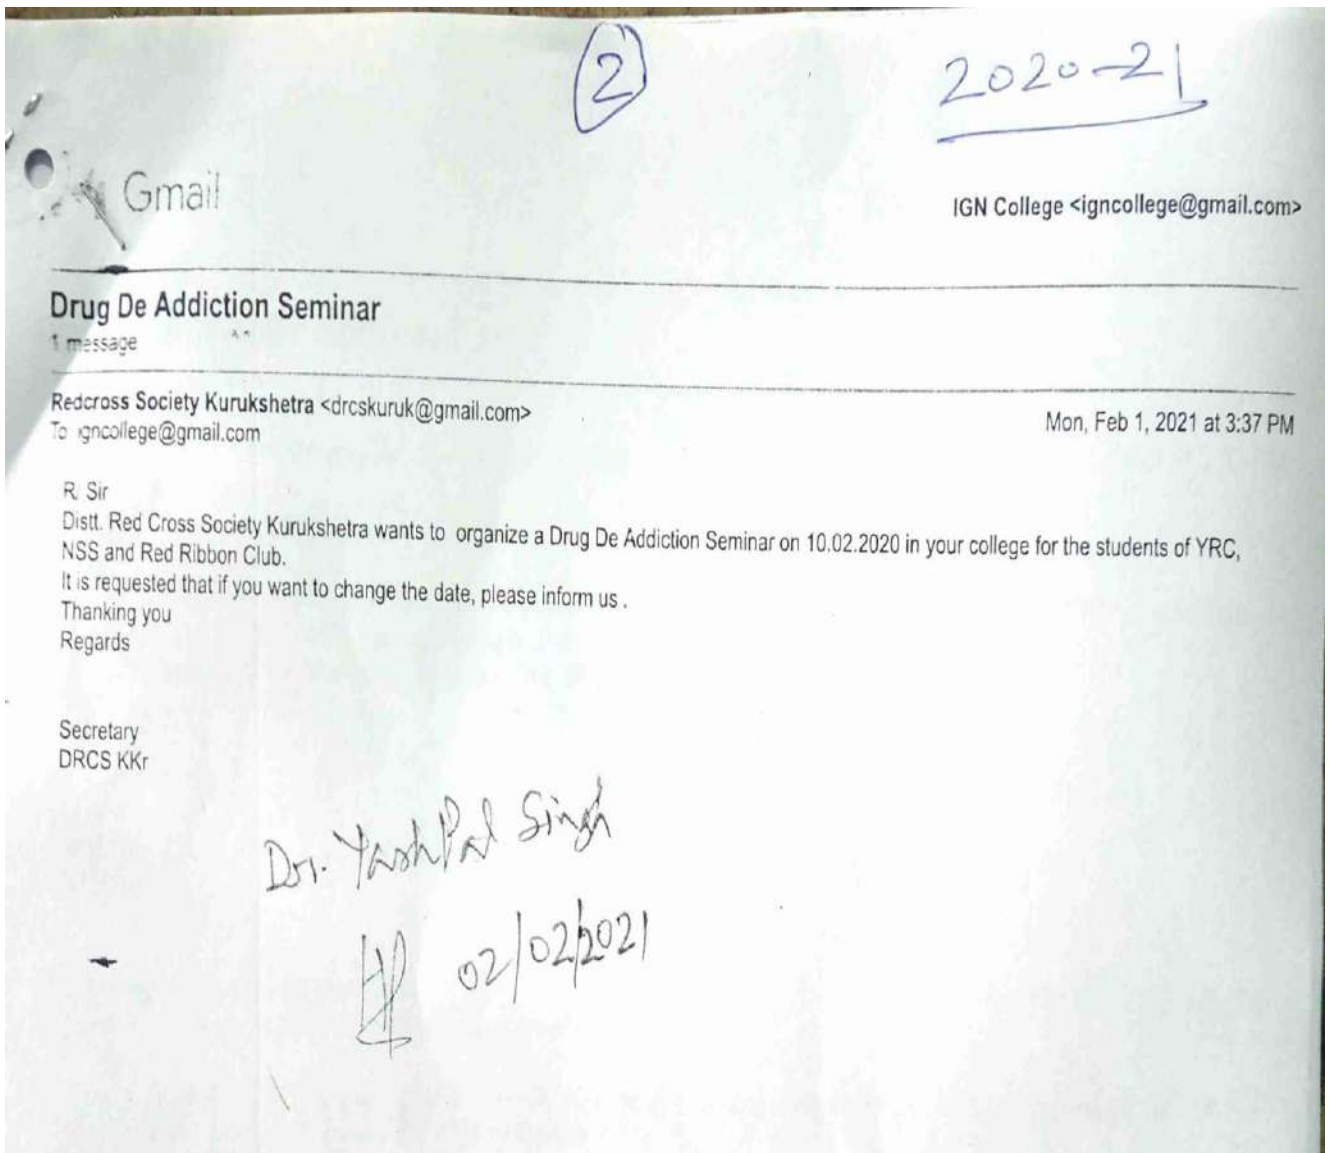 2
2020-21
Gmail
IGN College <igncollege@gmail.com>
Drug De Addiction Seminar
1 message
Redcross Society Kurukshetra <drcskuruk@gmail.com>
Mon, Feb 1, 2021 at 3:37 PM
To igncollege@gmail.com
R. Sir
Distt. Red Cross Society Kurukshetra wants to organize a Drug De Addiction Seminar on 10.02.2020 in your college for the students of YRC,
NSS and Red Ribbon Club.
It is requested that if you want to change the date, please inform us .
Thanking you
Regards
Secretary
DRCS KKr
Dr. YashPal Singh
02/02/2021